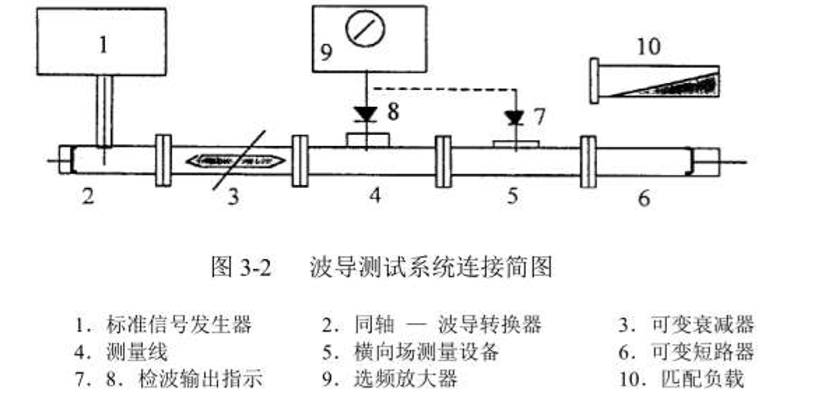 1
9
10
8
7
2
3
4
5
6
图 3-2 波导测试系统连接简图
1．标准信号发生器 2．同轴 — 波导转换器 3．可变衰减器
4．测量线 5．横向场测量设备 6．可变短路器
7．8．检波输出指示 9．选频放大器 10．匹配负载